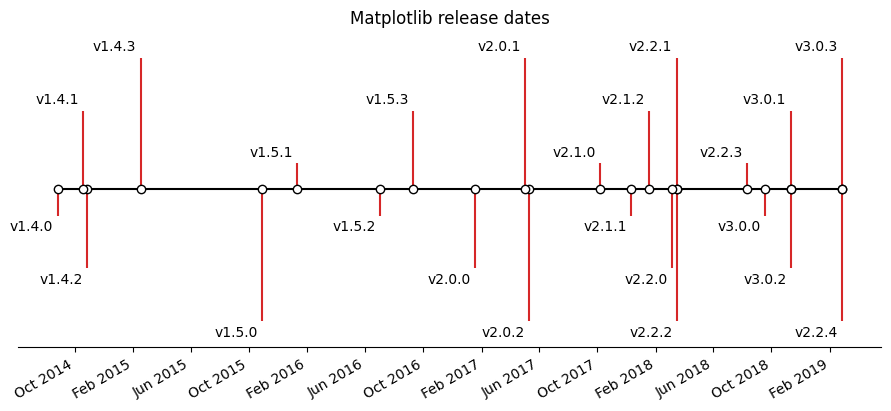 Matplotlib release dates
v1.4.3
v2.0.1
v2.2.1
v3.0.3
v1.4.1
v1.5.3
v2.1.2
v3.0.1
v1.5.1
v2.1.0
v2.2.3
v1.4.0
v1.5.2
v2.1.1
v3.0.0
v1.4.2
v2.0.0
v2.2.0
v3.0.2
v1.5.0
v2.0.2
v2.2.2
v2.2.4
Oct 2014
Feb 2015
Jun 2015
Oct 2015
Feb 2016
Jun 2016
Oct 2016
Feb 2017
Jun 2017
Oct 2017
Feb 2018
Jun 2018
Oct 2018
Feb 2019